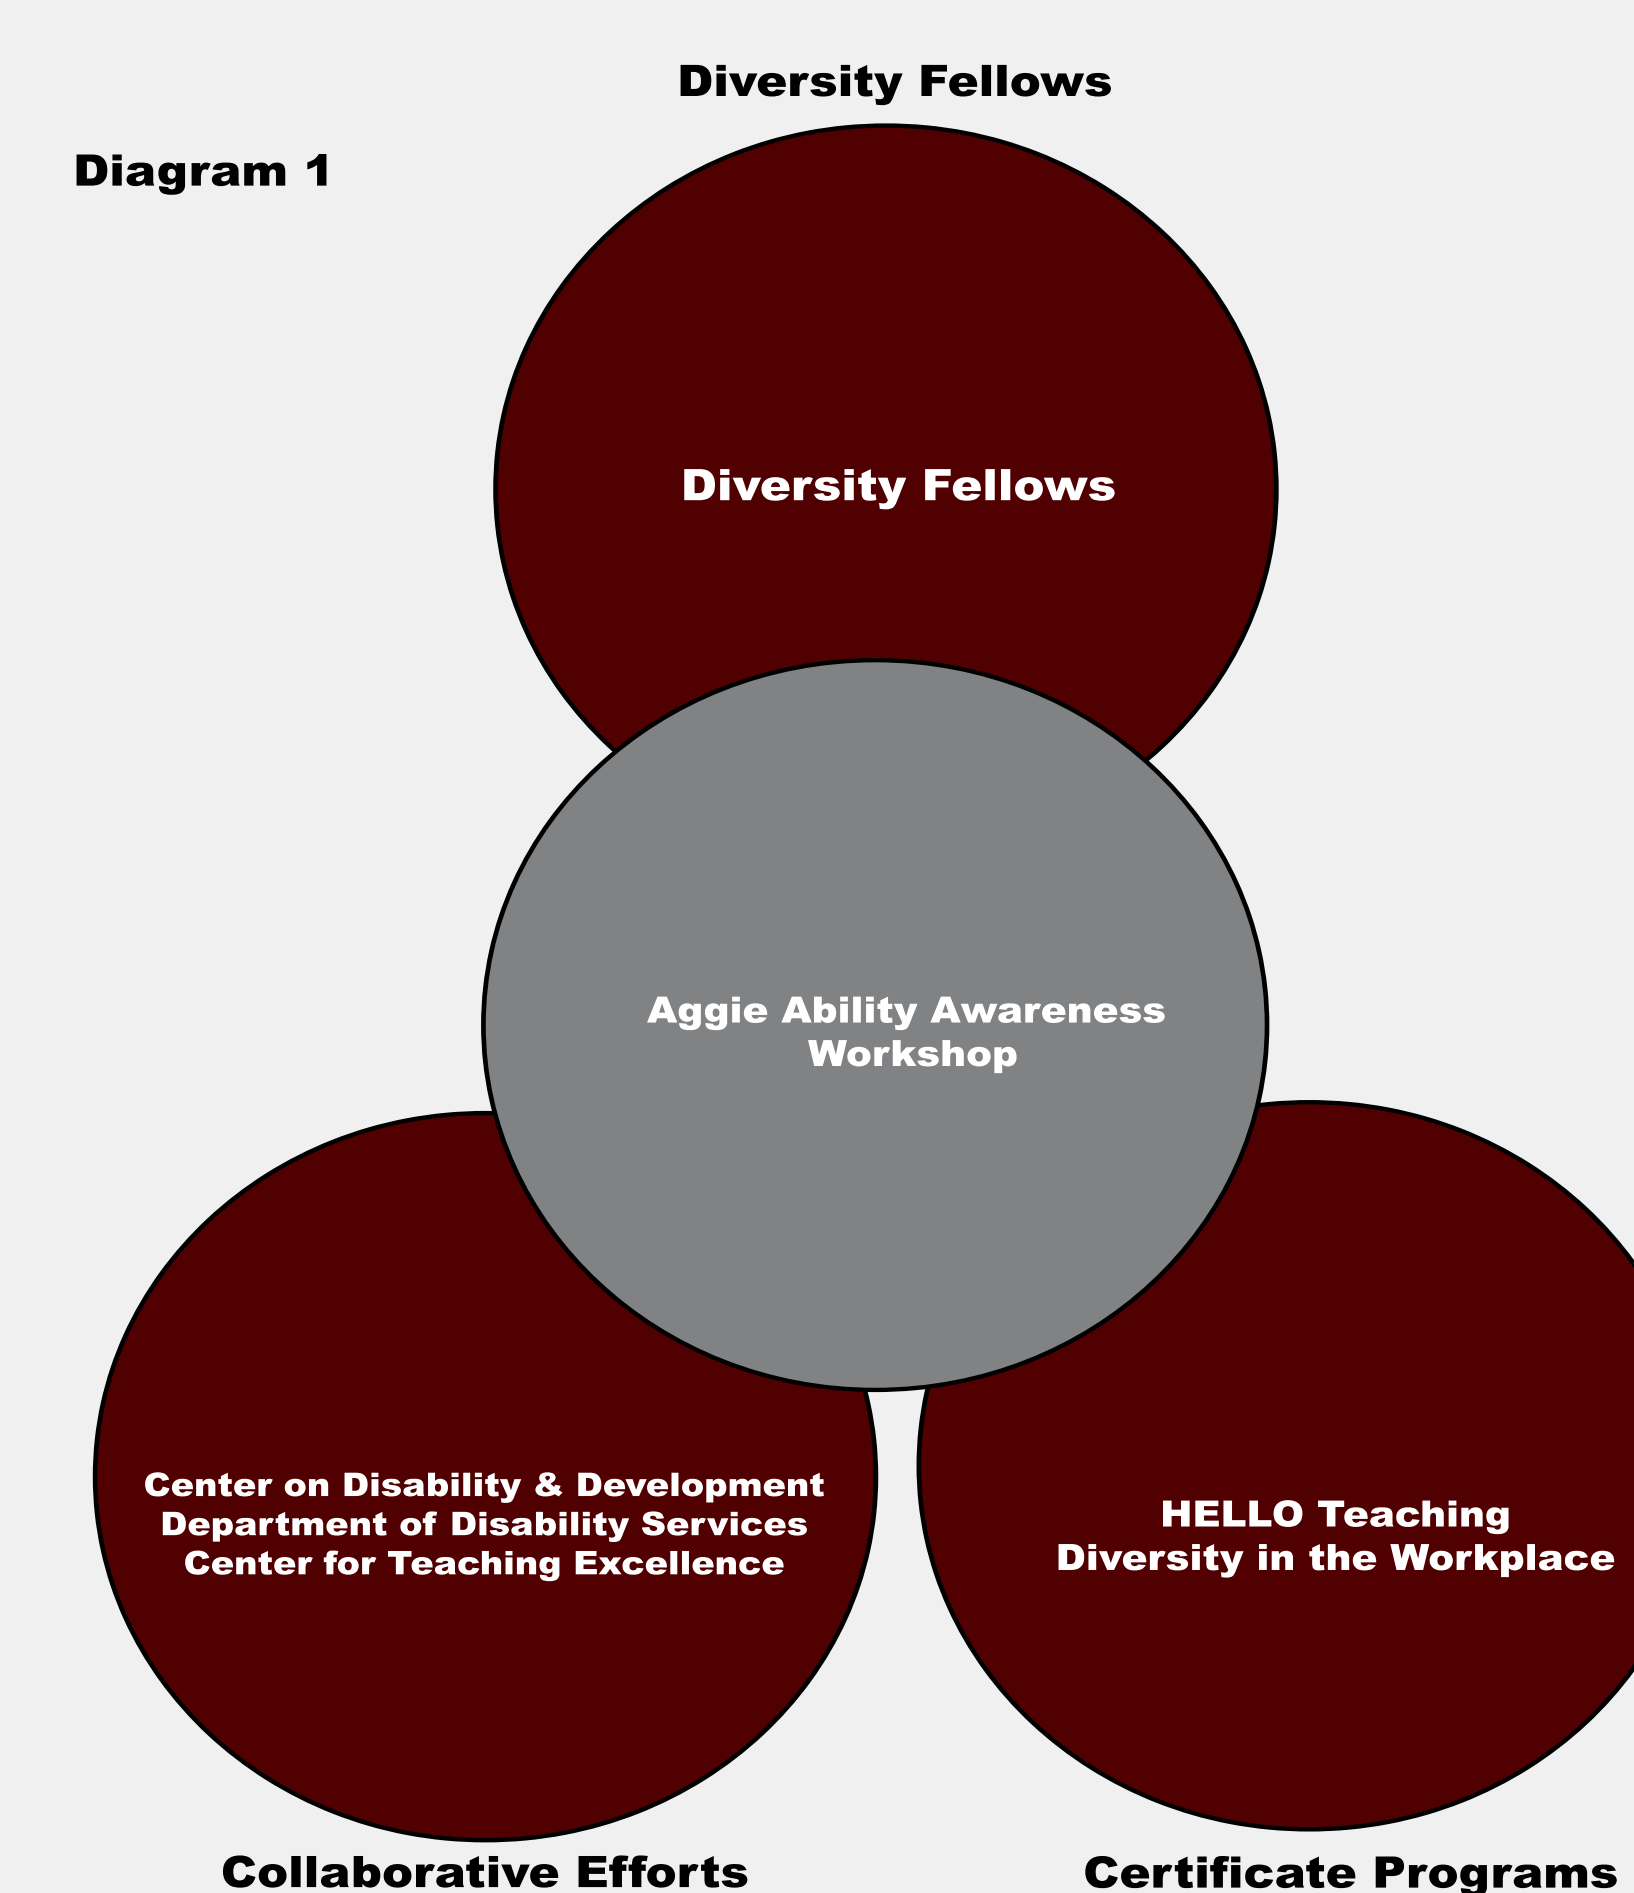 Diversity Fellows
Diagram 1
Diversity Fellows
Aggie Ability Awareness
Workshop
Center on Disability & Development
Department of Disability Services
Center for Teaching Excellence
HELLO Teaching
Diversity in the Workplace
Collaborative Efforts
Certificate Programs